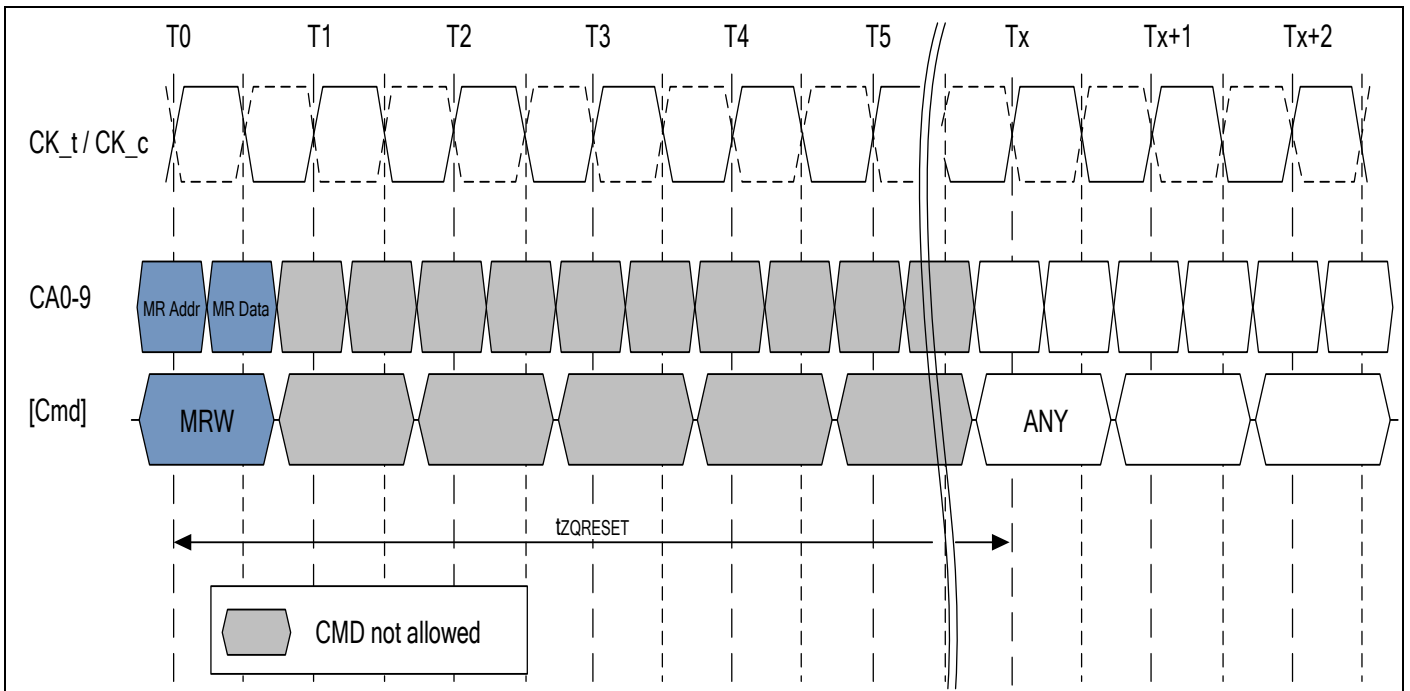 T0 T1 T2 T3 T4 T5 Tx Tx+1 Tx+2
CK_t / CK_c
CA0-9 MR Addr MR Data
[Cmd] MRW ANY
tZQRESET
CMD not allowed